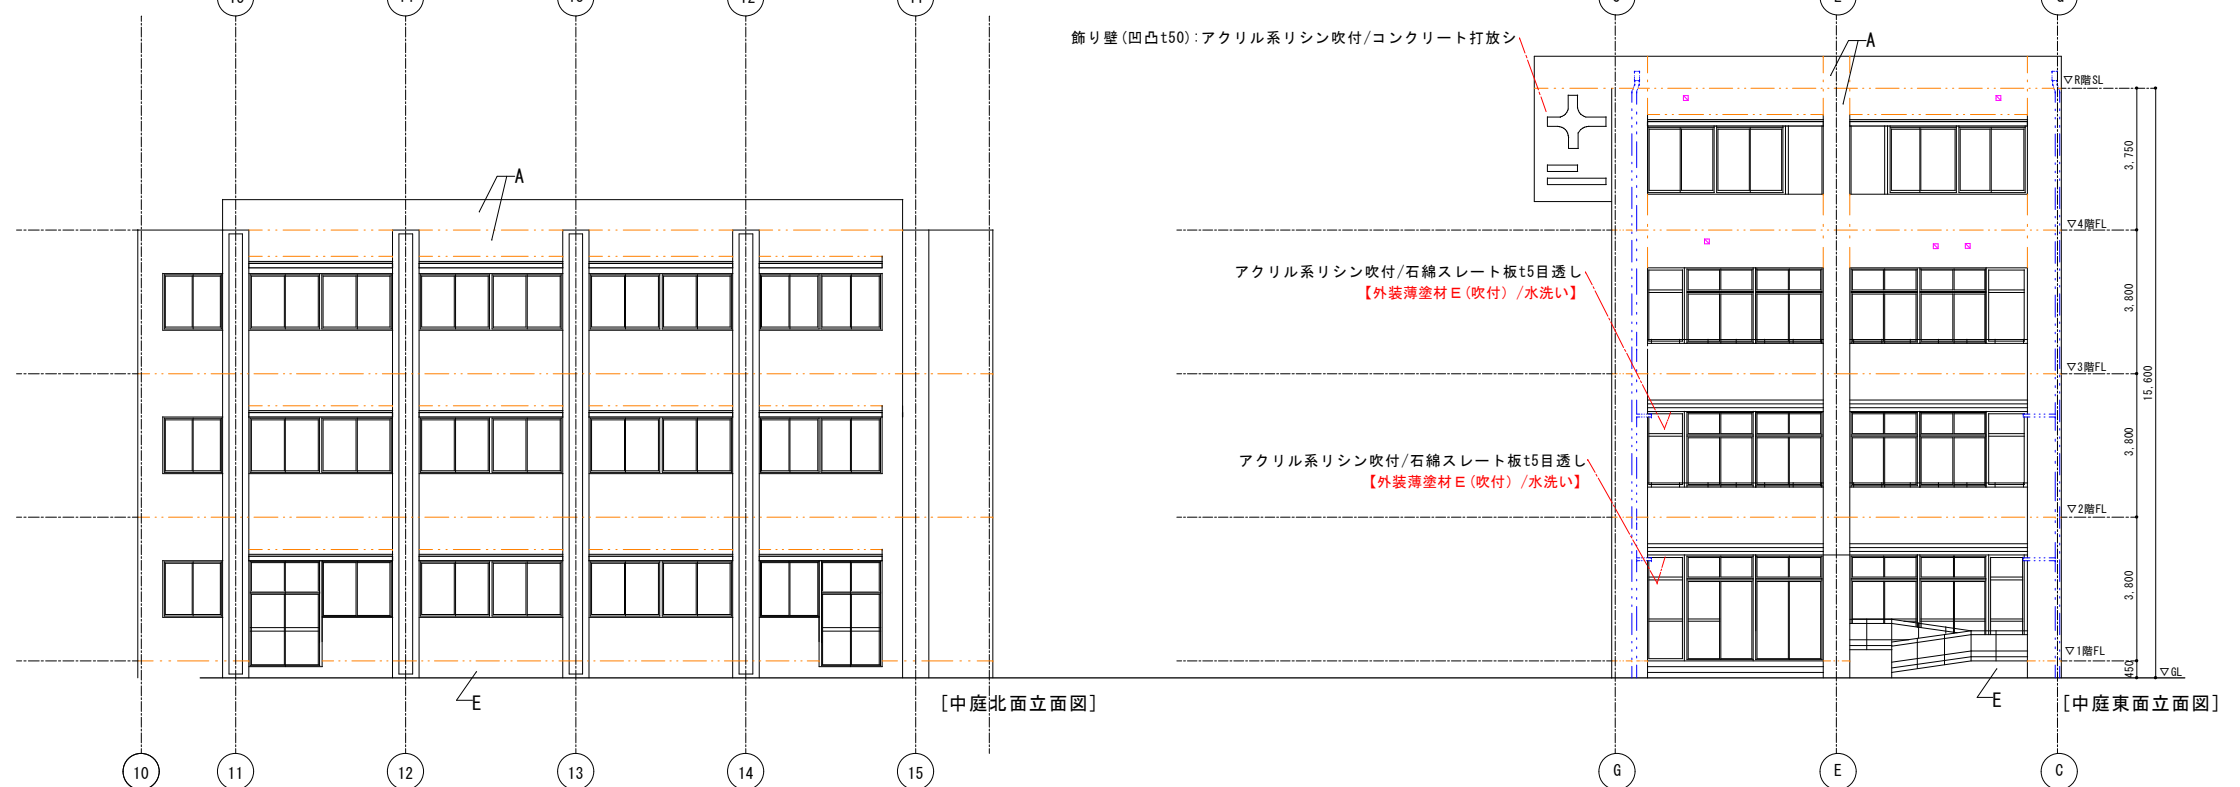 飾り壁(凹凸t50):アクリル系リシン吹付/コンクリート打放シ
A
▽R階SL
3,750
A
▽4階FL
アクリル系リシン吹付/石綿スレート板t5目透し
【外装薄塗材E(吹付)/水洗い】
3,800
▽3階FL
15,600
3,800
アクリル系リシン吹付/石綿スレート板t5目透し
【外装薄塗材E(吹付)/水洗い】
▽2階FL
3,800
▽1階FL
450
▽GL
E
[中庭北面立面図]
E
[中庭東面立面図]
10
11
12
13
14
15
G
E
C